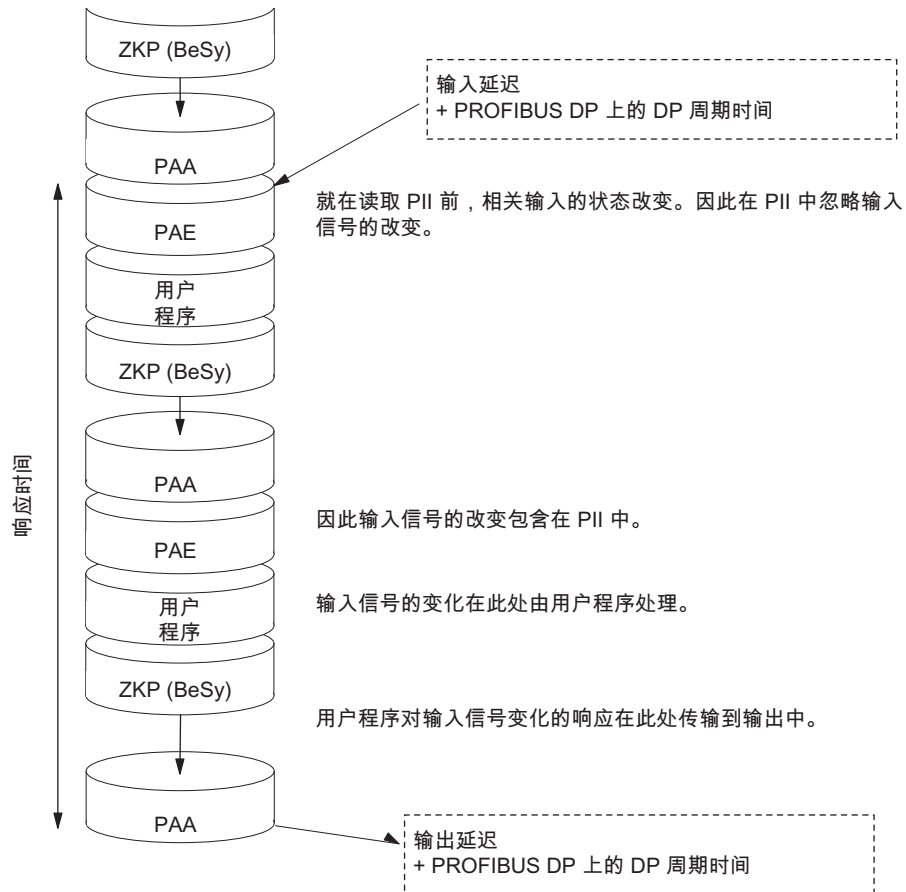 ZKP (BeSy)
输入延迟
+ PROFIBUS DP 上的 DP 周期时间
PAA
就在读取 PII 前，相关输入的状态改变。因此在 PII 中忽略输入
信号的改变。
PAE
用户
程序
ZKP (BeSy)
响应时间
PAA
因此输入信号的改变包含在 PII 中。
PAE
输入信号的变化在此处由用户程序处理。
用户
程序
ZKP (BeSy)
用户程序对输入信号变化的响应在此处传输到输出中。
PAA
输出延迟
+ PROFIBUS DP 上的 DP 周期时间